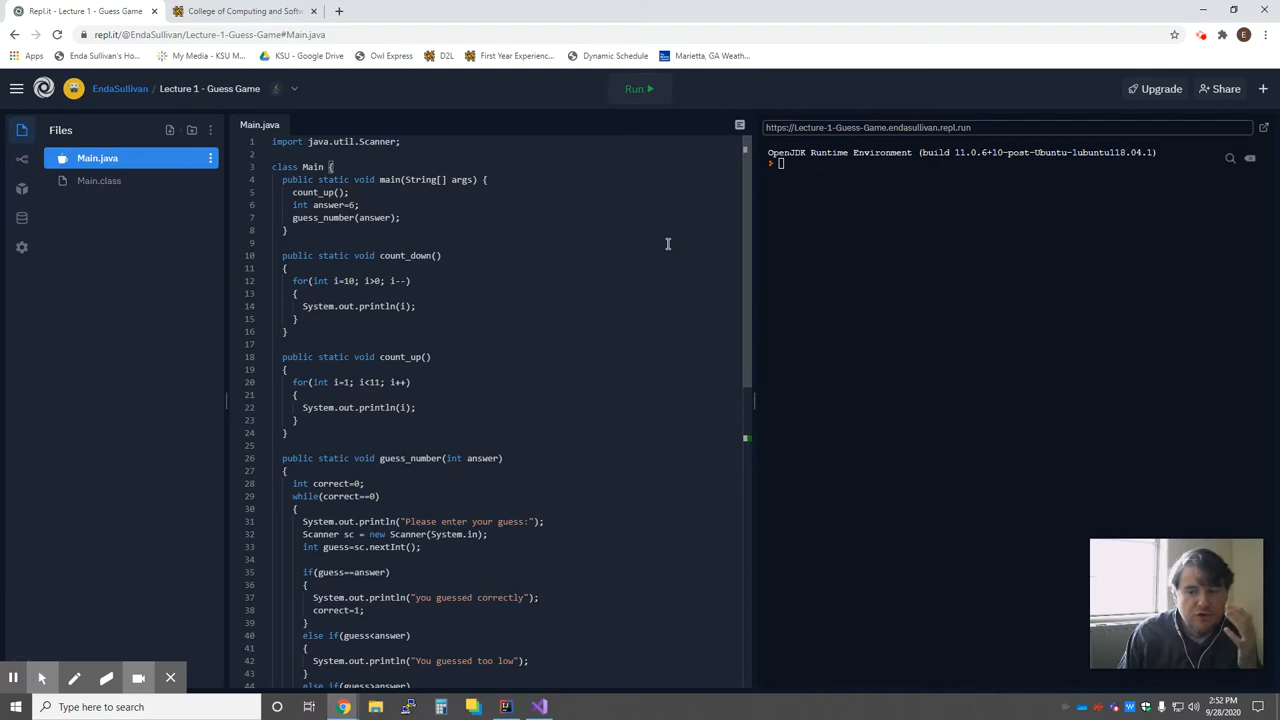 Repl.it - Lecture 1 - Guess Game
College of Computing and Softw
repl.it/@EndaSullivan/Lecture-1-Guess-Game#Main.java
E
Apps
Enda Sullivan's Ho...
My Media - KSU M...
KSU - Google Drive
Owl Express
D2L
First Year Experienc...
Dynamic Schedule
Marietta, GA Weath...
EndaSullivan / Lecture 1 - Guess Game
Run
Upgrade
Share
Files
Main.java
Main.class
Main.java
1 import java.util.Scanner;
2
3 class Main {
4 public static void main(String[] args) {
5 count_up();
6 int answer=6;
7 guess_number(answer);
8 }
9
10 public static void count_down()
11 {
12 for(int i=10; i>0; i--)
13 {
14 System.out.println(i);
15 }
16 }
17
18 public static void count_up()
19 {
20 for(int i=1; i<11; i++)
21 {
22 System.out.println(i);
23 }
24 }
25
26 public static void guess_number(int answer)
27 {
28 int correct=0;
29 while(correct==0)
30 {
31 System.out.println("Please enter your guess:");
32 Scanner sc = new Scanner(System.in);
33 int guess=sc.nextInt();
34
35 if(guess==answer)
36 {
37 System.out.println("you guessed correctly");
38 correct=1;
39 }
40 else if(guess<answer)
41 {
42 System.out.println("You guessed too low");
43 }
44 else if(guess>answer)
https://Lecture-1-Guess-Game.endasullivan.repl.run
OpenJDK Runtime Environment (build 11.0.6+10-post-Ubuntu-1ubuntu118.04.1)
Type here to search
2:52 PM
9/28/2020